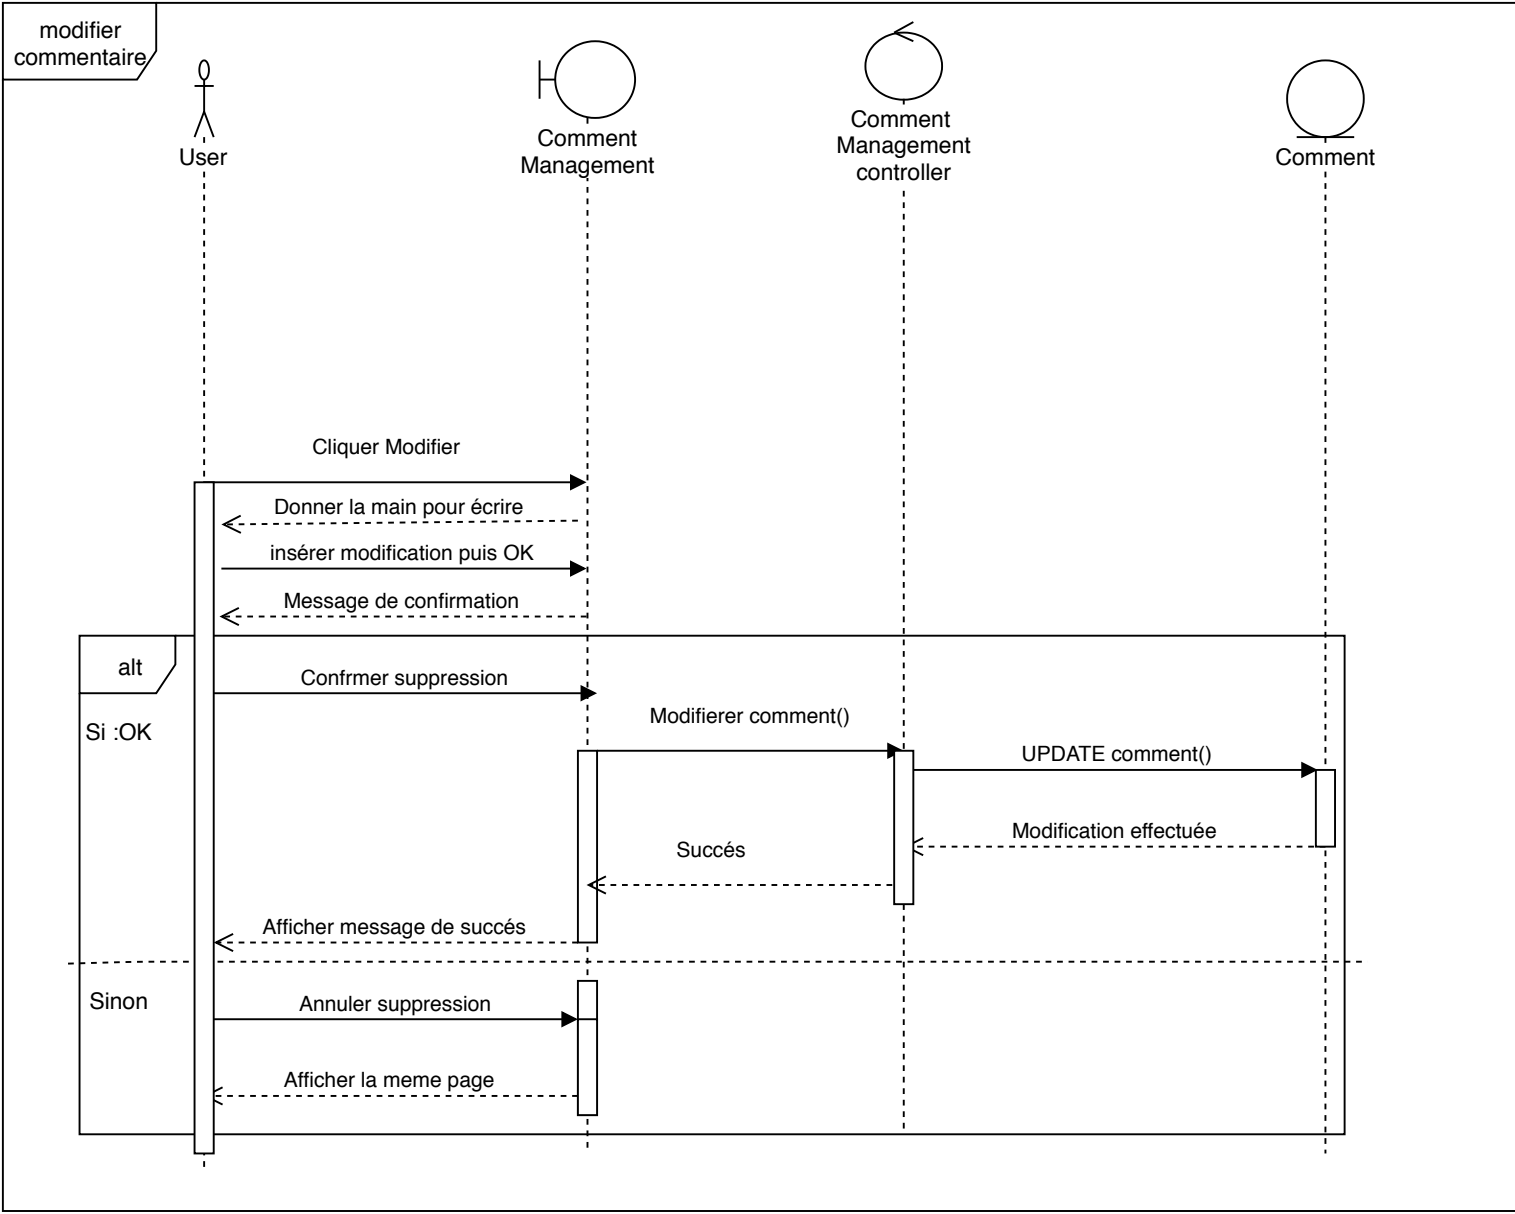 modifier
commentaire
User
Comment
Management
Comment
Management
controller
Comment
Cliquer Modifier
Donner la main pour écrire
insérer modification puis OK
Message de confirmation
alt
Confrmer suppression
Si :OK
Modifierer comment()
UPDATE comment()
Modification effectuée
Succés
Afficher message de succés
Sinon
Annuler suppression
Afficher la meme page